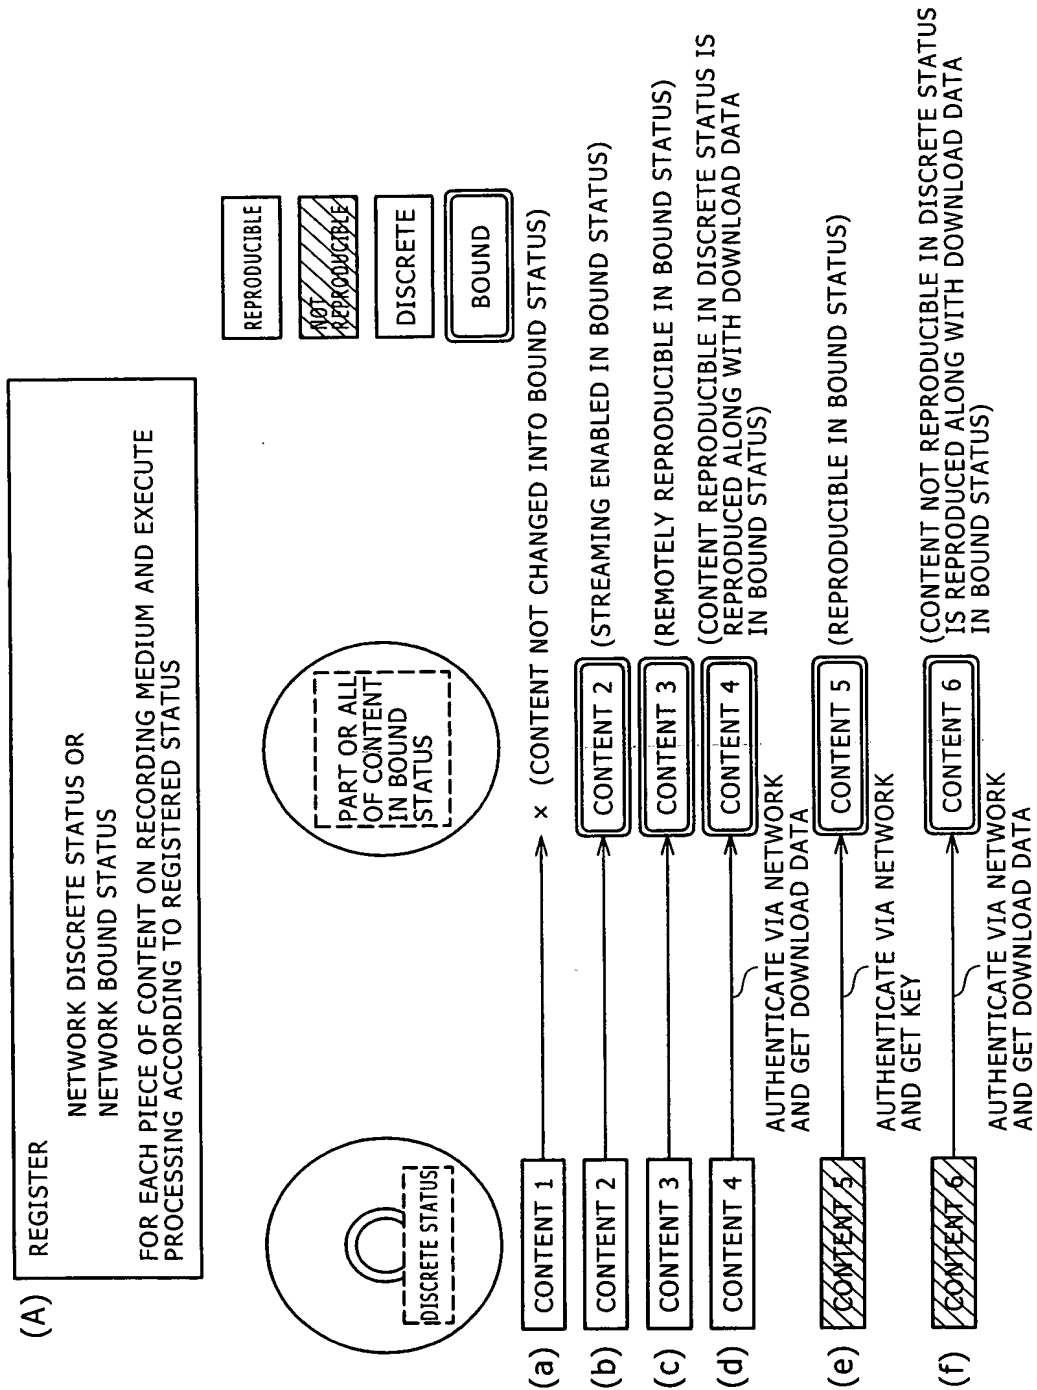 (A)
REGISTER
NETWORK DISCRETE STATUS OR
NETWORK BOUND STATUS
FOR EACH PIECE OF CONTENT ON RECORDING MEDIUM AND EXECUTE
PROCESSING ACCORDING TO REGISTERED STATUS
REPRODUCIBLE
NOT
REPRODUCIBLE
DISCRETE
BOUND
DISCRETE STATUS
PART OR ALL
OF CONTENT
IN BOUND
STATUS
(a) CONTENT 1 × (CONTENT NOT CHANGED INTO BOUND STATUS)
(b) CONTENT 2 CONTENT 2 (STREAMING ENABLED IN BOUND STATUS)
(c) CONTENT 3 CONTENT 3 (REMOTELY REPRODUCIBLE IN BOUND STATUS)
(d) CONTENT 4 CONTENT 4 (CONTENT REPRODUCIBLE IN DISCRETE STATUS IS
REPRODUCED ALONG WITH DOWNLOAD DATA
IN BOUND STATUS)
AUTHENTICATE VIA NETWORK
AND GET DOWNLOAD DATA
(e) CONTENT 5 CONTENT 5 (REPRODUCIBLE IN BOUND STATUS)
AUTHENTICATE VIA NETWORK
AND GET KEY
(f) CONTENT 6 CONTENT 6 (CONTENT NOT REPRODUCIBLE IN DISCRETE STATUS
IS REPRODUCED ALONG WITH DOWNLOAD DATA
IN BOUND STATUS)
AUTHENTICATE VIA NETWORK
AND GET DOWNLOAD DATA